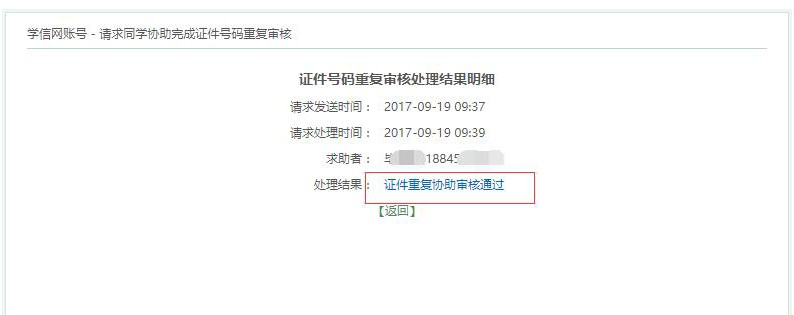 学信网账号 - 请求同学协助完成证件号码重复审核
证件号码重复审核处理结果明细
请求发送时间： 2017-09-19 09:37
请求处理时间： 2017-09-19 09:39
求助者： 18845
处理结果： 证件重复协助审核通过
【返回】